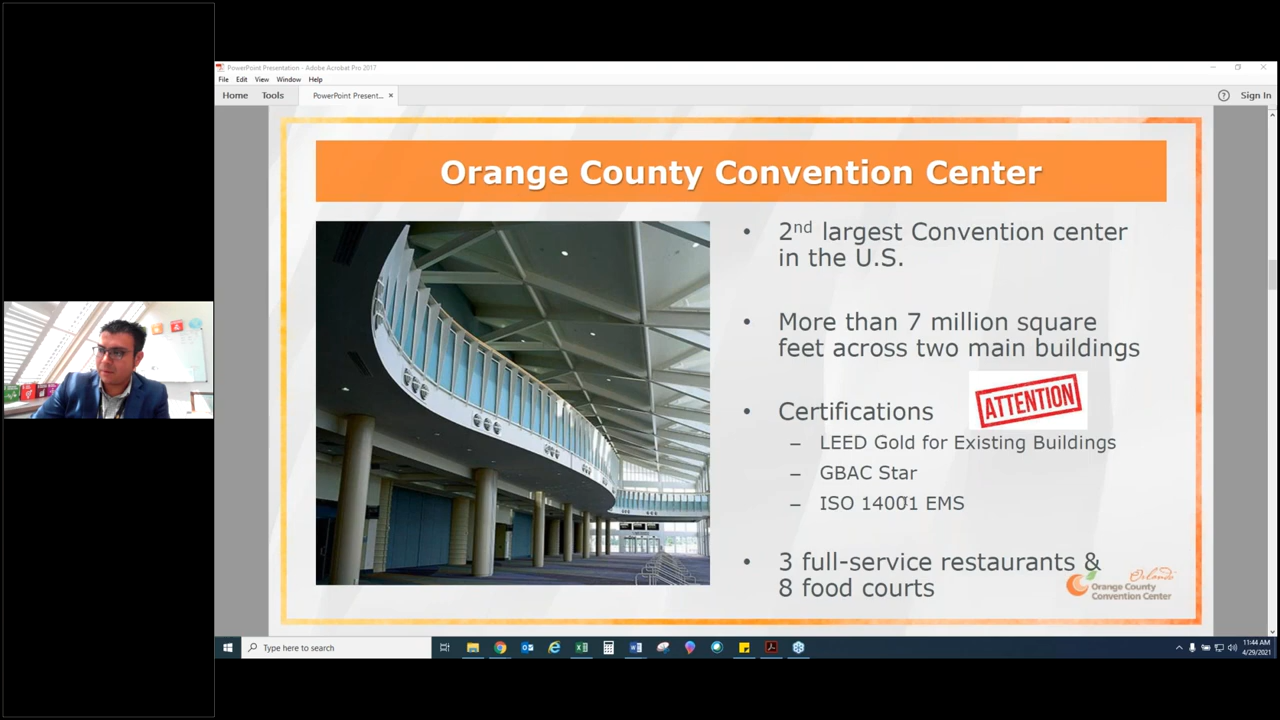 PowerPoint Presentation - Adobe Acrobat Pro 2017
File Edit View Window Help
Home Tools PowerPoint Present... × ? Sign In
Orange County Convention Center
• 2nd largest Convention center
in the U.S.
• More than 7 million square
feet across two main buildings
• Certifications
ATTENTION
– LEED Gold for Existing Buildings
– GBAC Star
– ISO 14001 EMS
• 3 full-service restaurants &
8 food courts
Orlando
Orange County
Convention Center
Type here to search
11:44 AM
4/29/2021